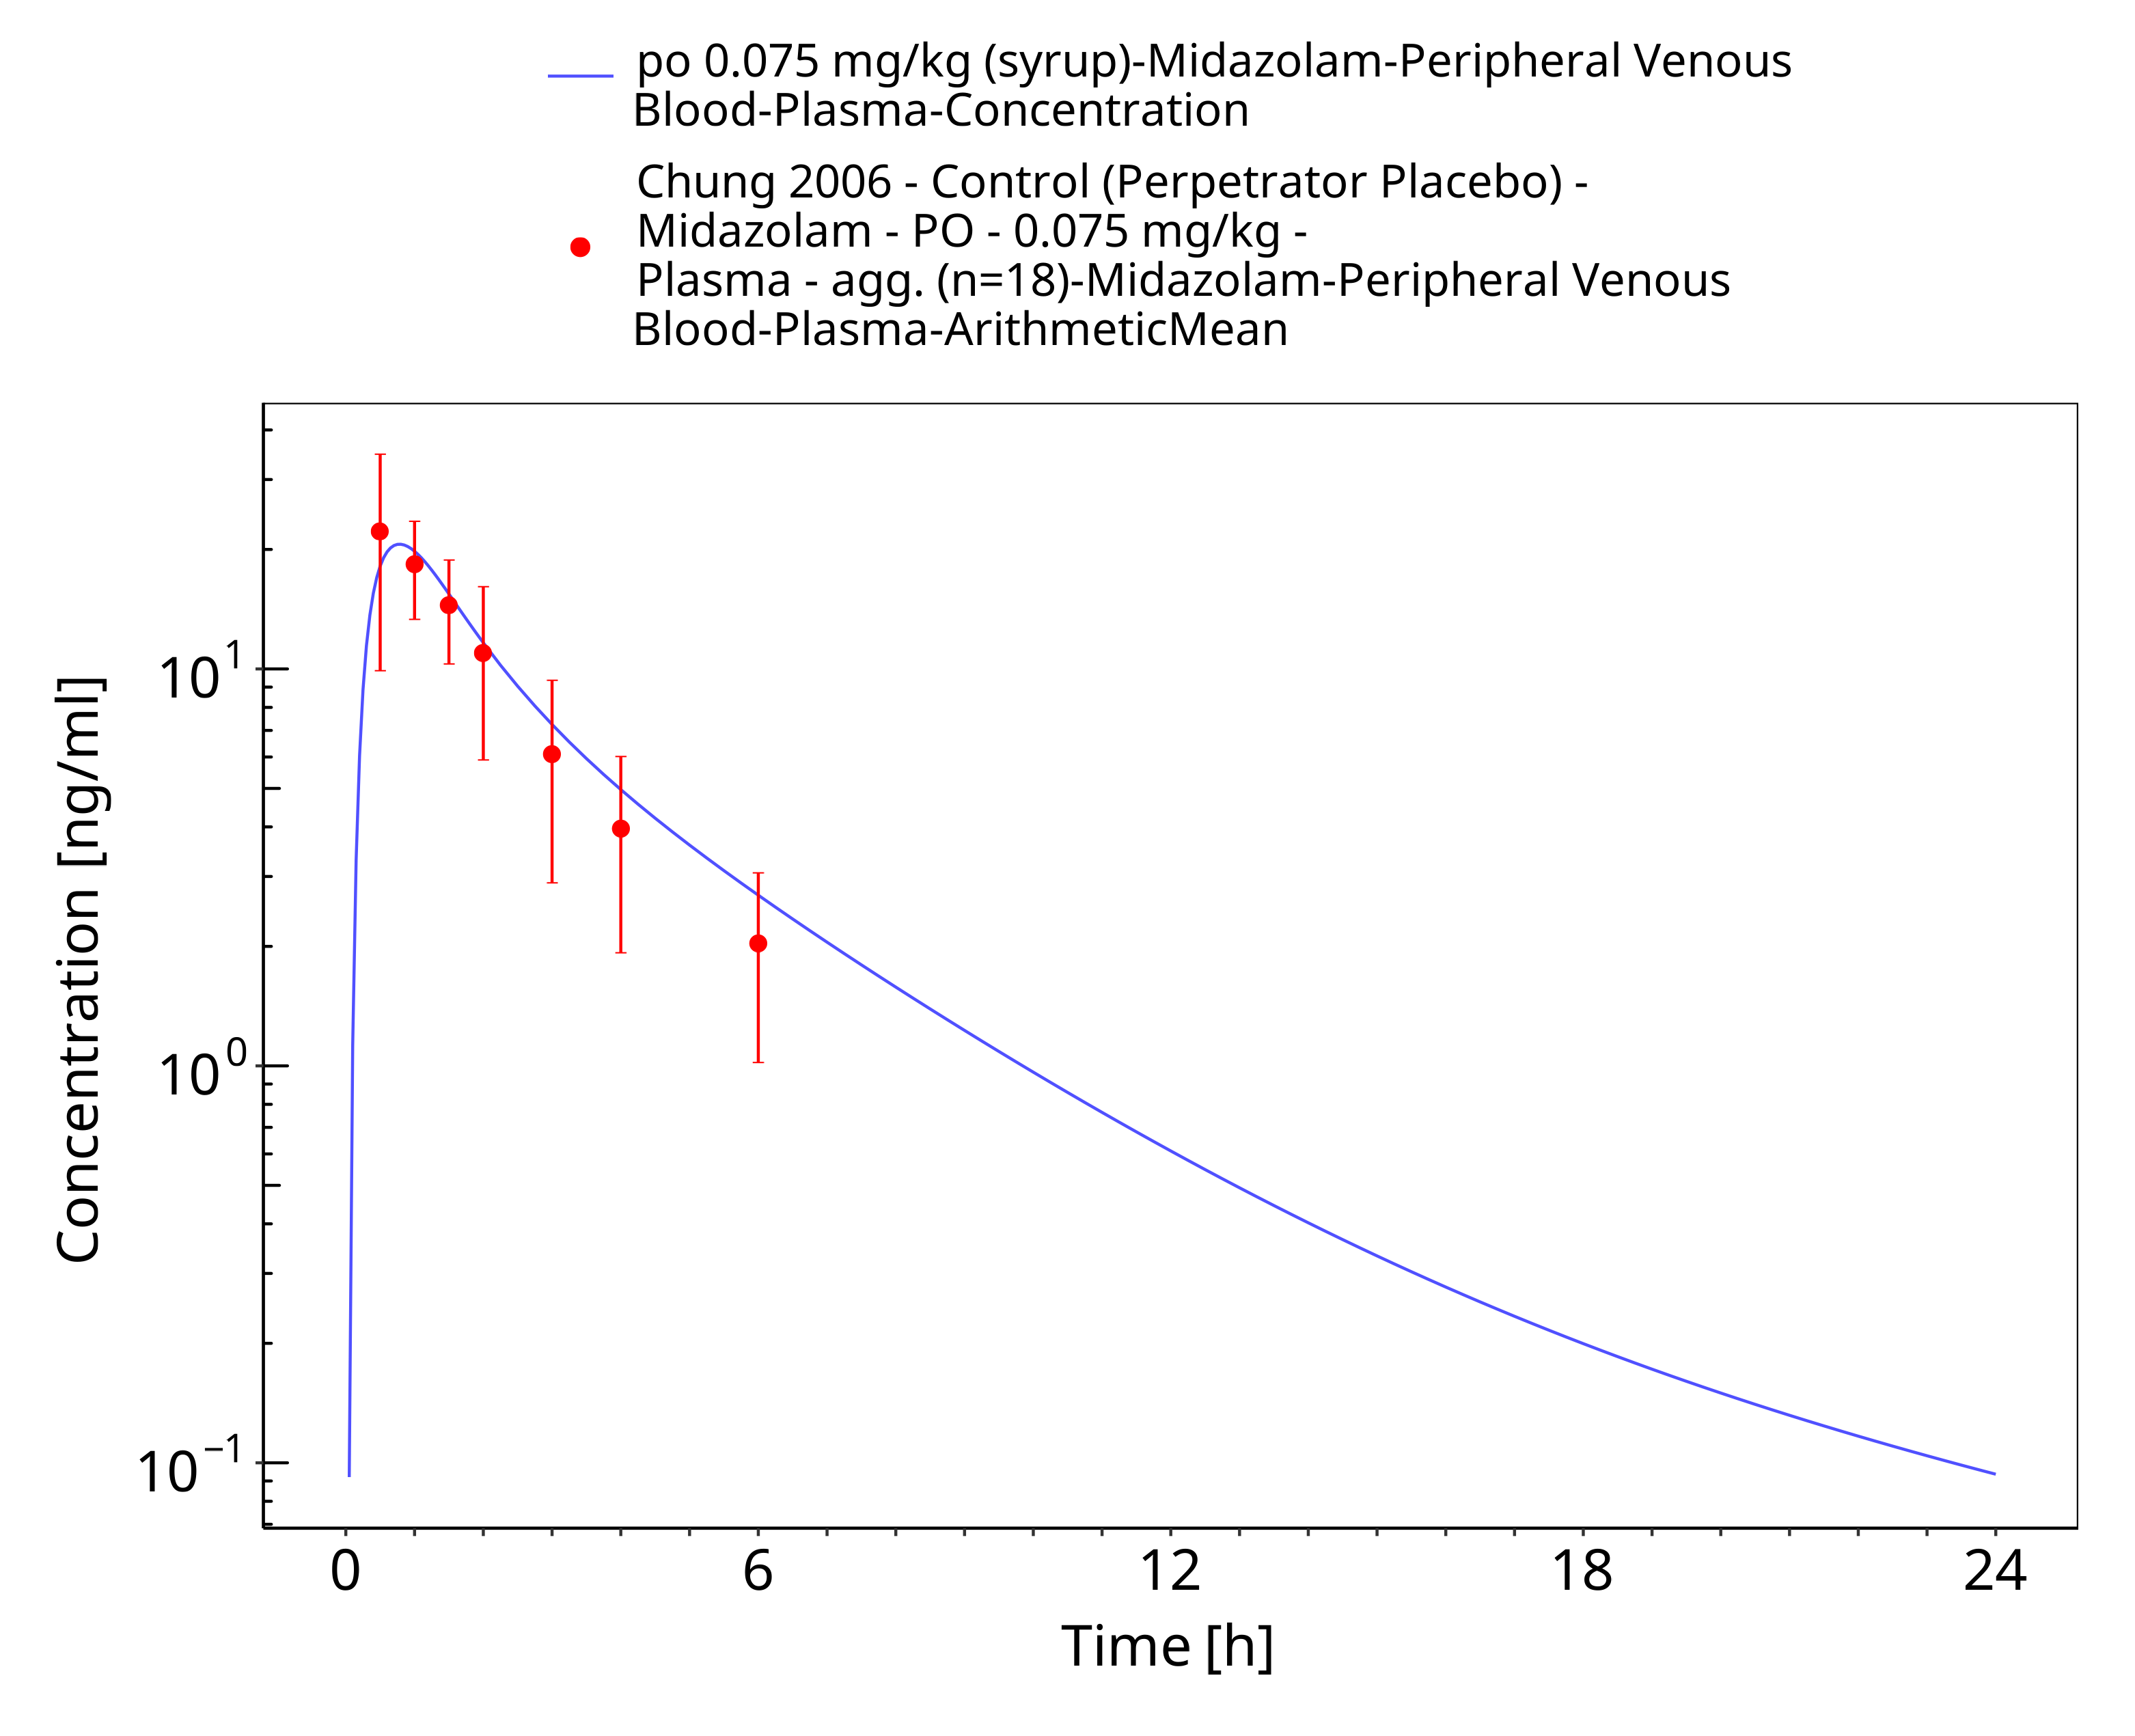 po 0.075 mg/kg (syrup)-Midazolam-Peripheral Venous
Blood-Plasma-Concentration
Chung 2006 - Control (Perpetrator Placebo) -
Midazolam - PO - 0.075 mg/kg -
Plasma - agg. (n=18)-Midazolam-Peripheral Venous
Blood-Plasma-ArithmeticMean
Concentration [ng/ml]
10¹
10⁰
10⁻¹
0 6 12 18 24
Time [h]